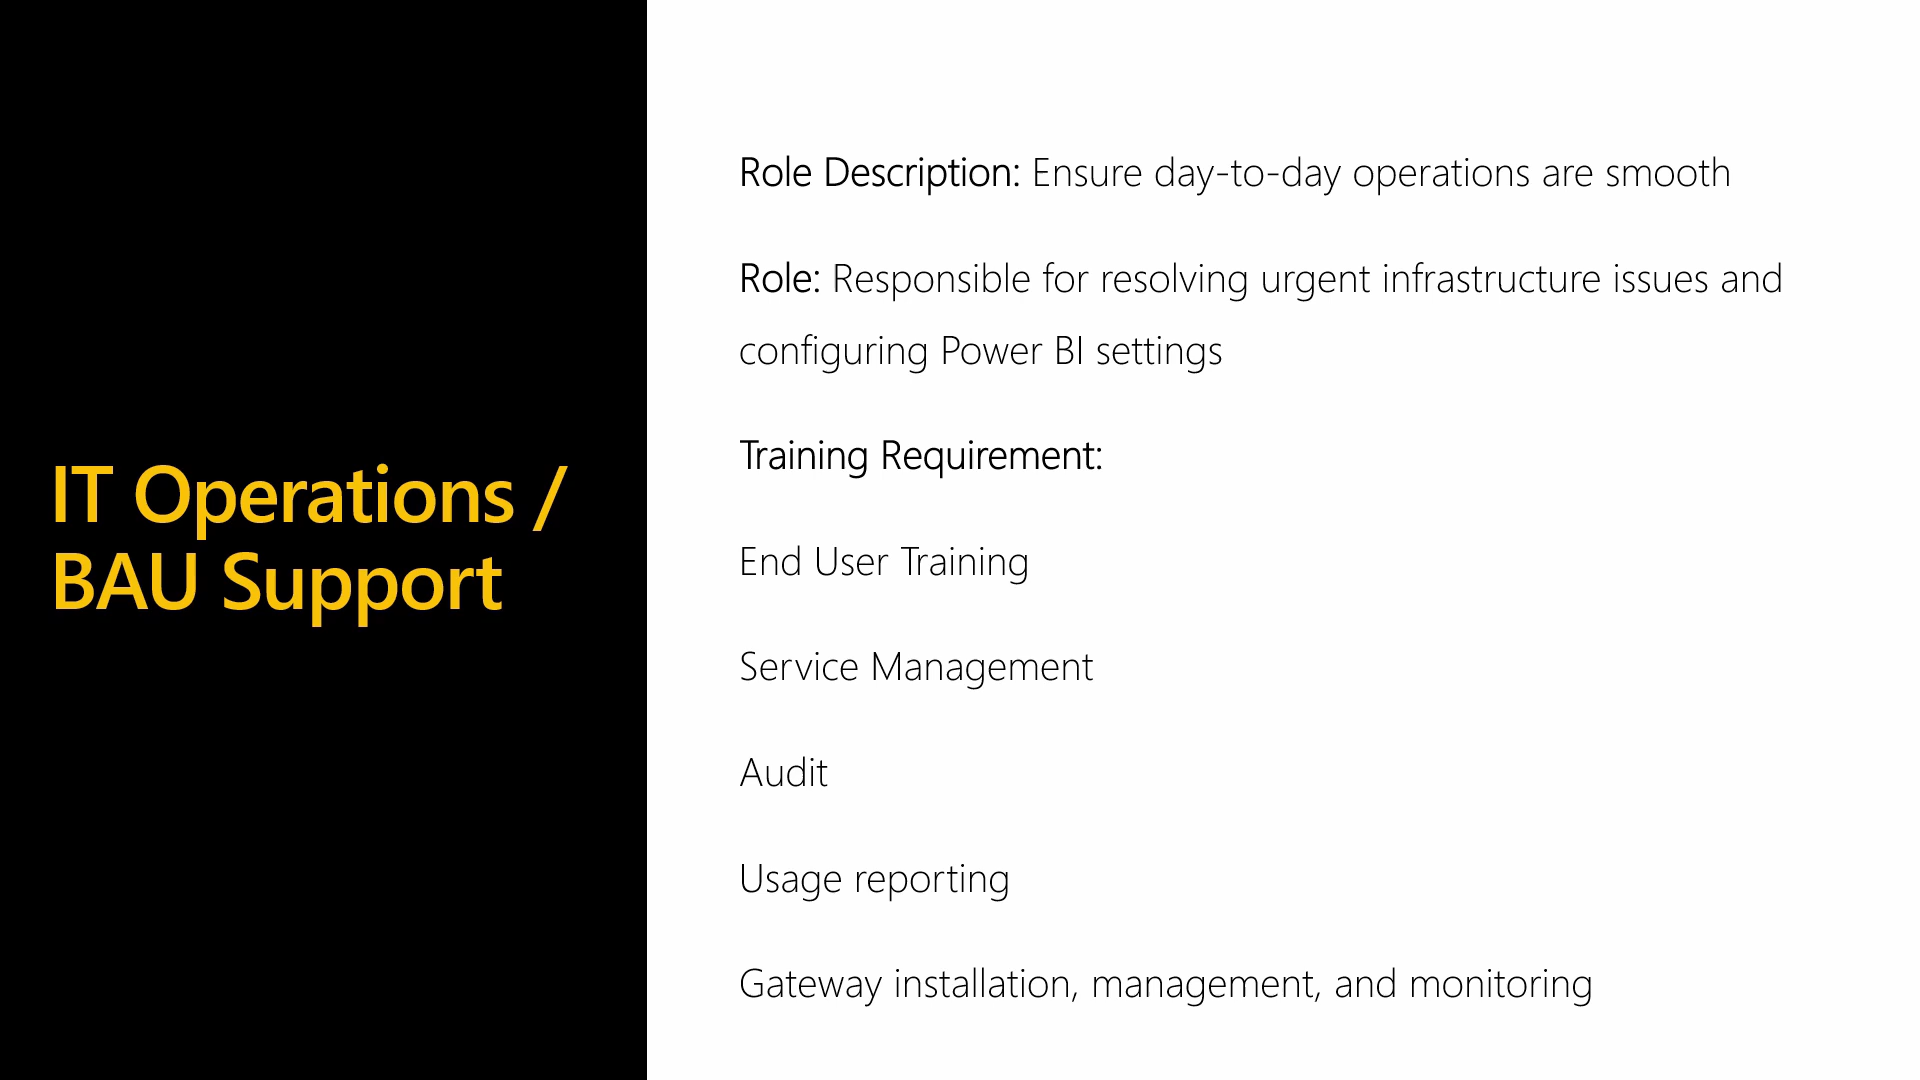 IT Operations /
BAU Support
Role Description: Ensure day-to-day operations are smooth
Role: Responsible for resolving urgent infrastructure issues and
configuring Power BI settings
Training Requirement:
End User Training
Service Management
Audit
Usage reporting
Gateway installation, management, and monitoring